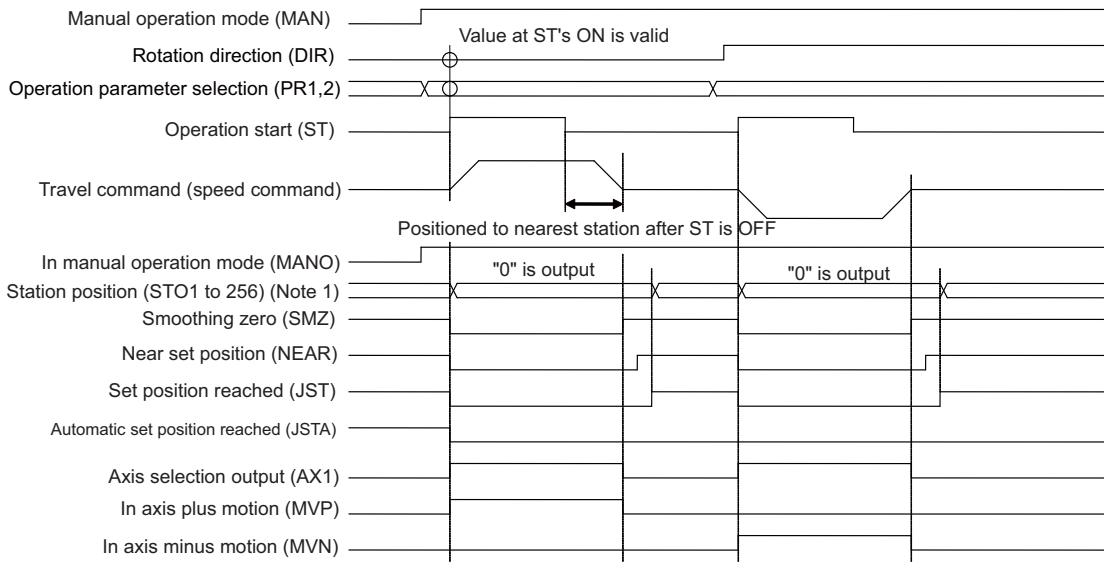 Manual operation mode (MAN)
Value at ST's ON is valid
Rotation direction (DIR)
Operation parameter selection (PR1,2)
Operation start (ST)
Travel command (speed command)
Positioned to nearest station after ST is OFF
In manual operation mode (MANO)
"0" is output
"0" is output
Station position (STO1 to 256) (Note 1)
Smoothing zero (SMZ)
Near set position (NEAR)
Set position reached (JST)
Automatic set position reached (JSTA)
Axis selection output (AX1)
In axis plus motion (MVP)
In axis minus motion (MVN)